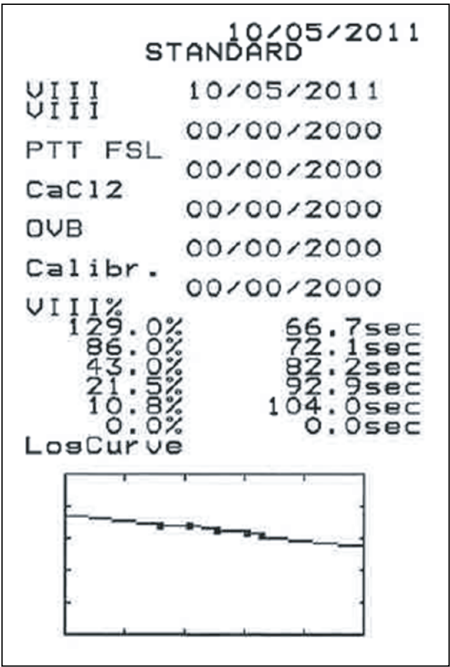 10/05/2011
STANDARD
VIII 10/05/2011
VIII
00/00/2000
PTT FSL
00/00/2000
CaCl2
00/00/2000
OVB
00/00/2000
Calibr.
00/00/2000
VIII%
129.0% 66.7sec
86.0% 72.1sec
43.0% 82.2sec
21.5% 92.9sec
10.8% 104.0sec
0.0% 0.0sec
LogCurve